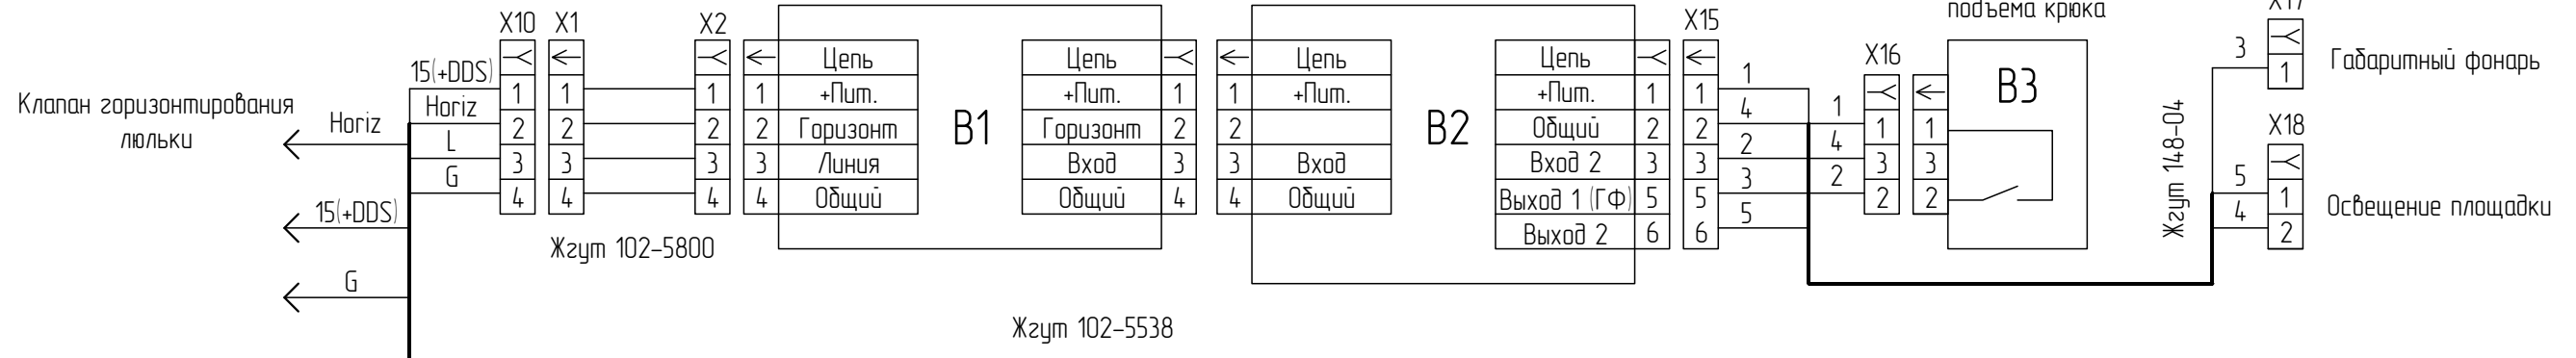 подъема крюка
X17
X10
X1
X2
X15
X16
15(+DDS)
1
2
3
4
Horiz
L
G
1
2
3
4
1
2
3
4
1
2
3
4
Цепь
+Пит.
Горизонт
Линия
Общий
B1
Цепь
+Пит.
Горизонт
Вход
Общий
1
2
3
4
1
2
3
4
Цепь
+Пит.
Вход
Общий
B2
Цепь
+Пит.
Общий
Вход 2
Выход 1 (ГФ)
Выход 2
1
2
3
5
6
1
2
3
5
6
1
4
2
3
5
1
4
2
1
3
2
1
3
2
B3
3
1
Габаритный фонарь
X18
5
4
1
2
Освещение площадки
Жгут 148-04
Клапан горизонтирования
люльки
Horiz
15(+DDS)
G
Жгут 102-5800
Жгут 102-5538